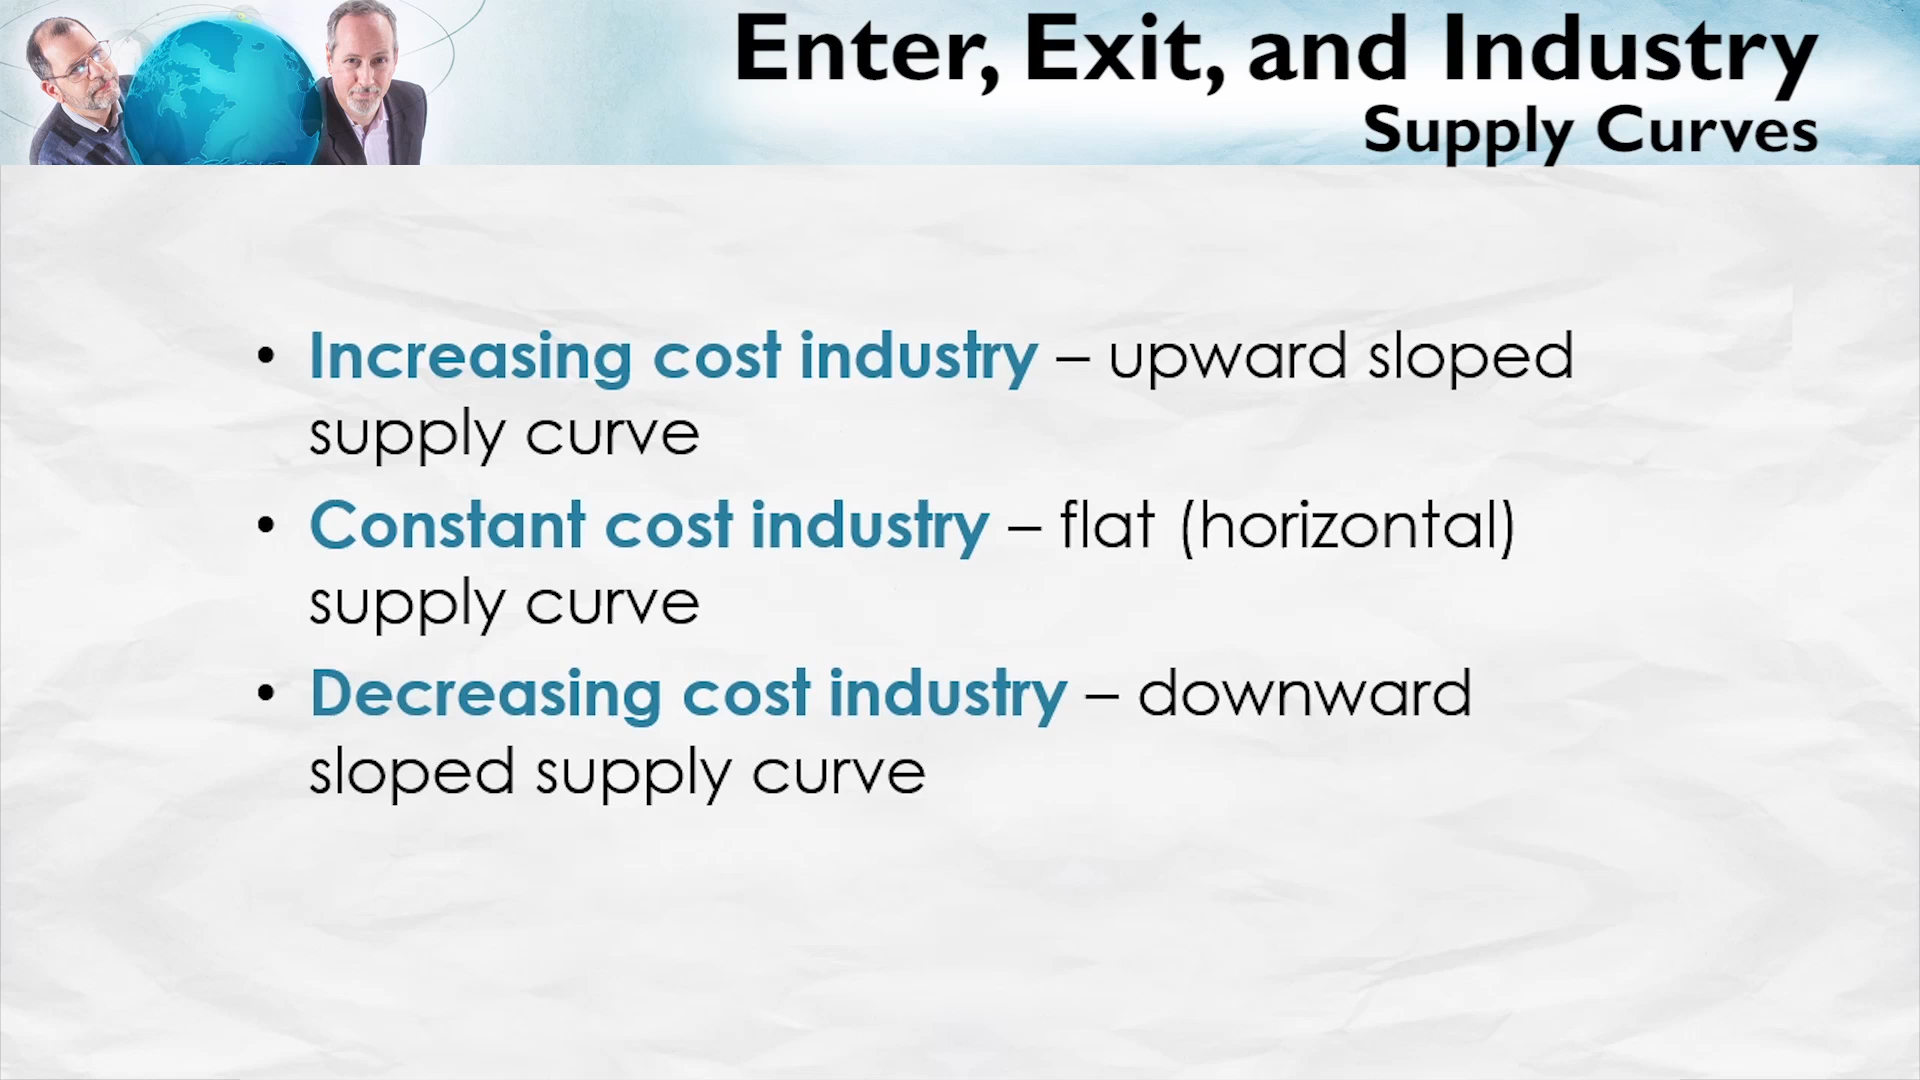 Enter, Exit, and Industry
Supply Curves
• Increasing cost industry – upward sloped
supply curve
• Constant cost industry – flat (horizontal)
supply curve
• Decreasing cost industry – downward
sloped supply curve